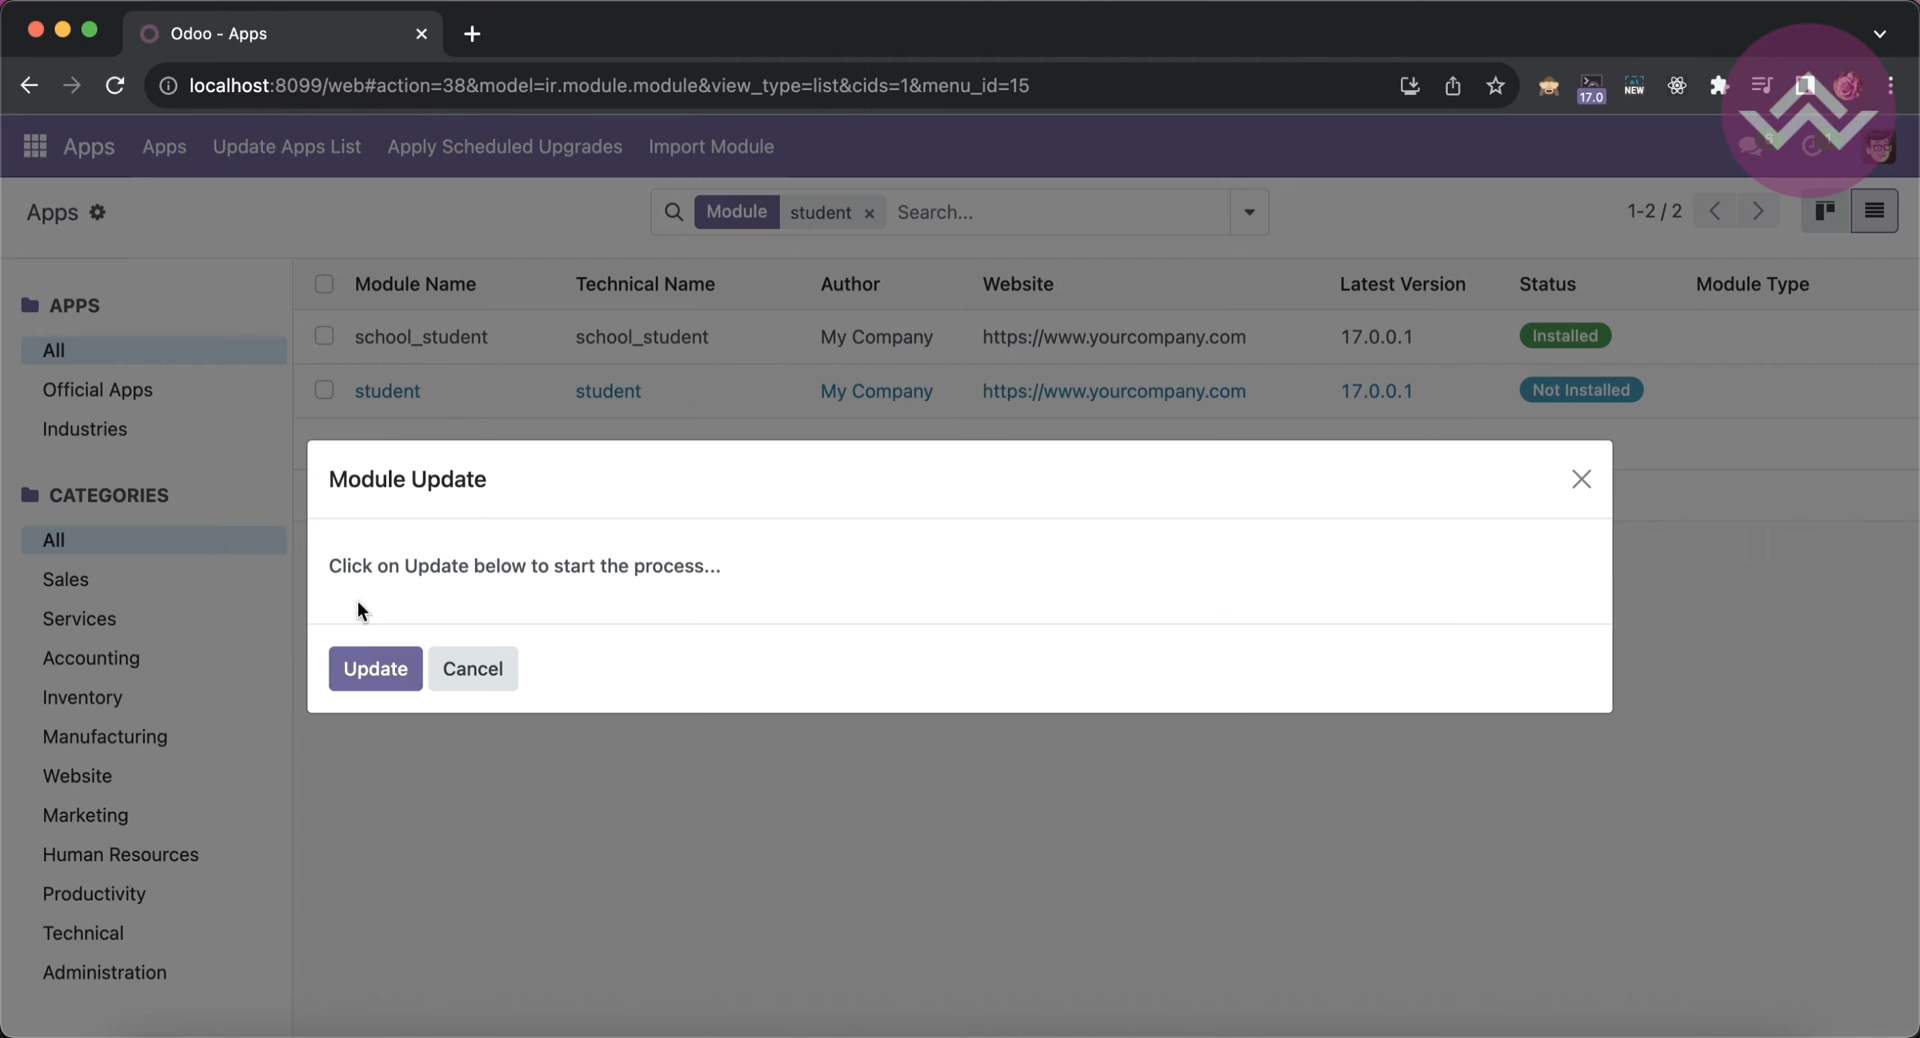 Odoo - Apps
localhost:8099/web#action=38&model=ir.module.module&view_type=list&cids=1&menu_id=15
17.0
NEW
Apps Apps Update Apps List Apply Scheduled Upgrades Import Module
6
1
Apps
Module student × Search...
1-2 / 2
APPS
All
Official Apps
Industries
CATEGORIES
All
Sales
Services
Accounting
Inventory
Manufacturing
Website
Marketing
Human Resources
Productivity
Technical
Administration
Module Name Technical Name Author Website Latest Version Status Module Type
school_student school_student My Company https://www.yourcompany.com 17.0.0.1 Installed
student student My Company https://www.yourcompany.com 17.0.0.1 Not Installed
Module Update
Click on Update below to start the process...
Update Cancel